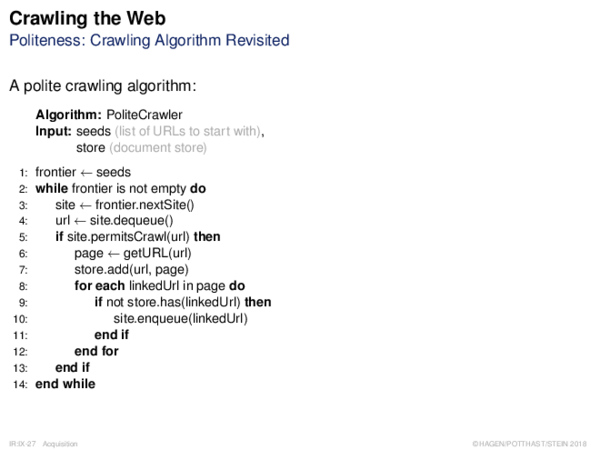 Crawling the Web
Politeness: Crawling Algorithm Revisited
A polite crawling algorithm:
Algorithm: PoliteCrawler
Input: seeds (list of URLs to start with),
store (document store)
1: frontier ← seeds
2: while frontier is not empty do
3: site ← frontier.nextSite()
4: url ← site.dequeue()
5: if site.permitsCrawl(url) then
6: page ← getURL(url)
7: store.add(url, page)
8: for each linkedUrl in page do
9: if not store.has(linkedUrl) then
10: site.enqueue(linkedUrl)
11: end if
12: end for
13: end if
14: end while
IR:IX-27 Acquisition
©HAGEN/POTTHAST/STEIN 2018